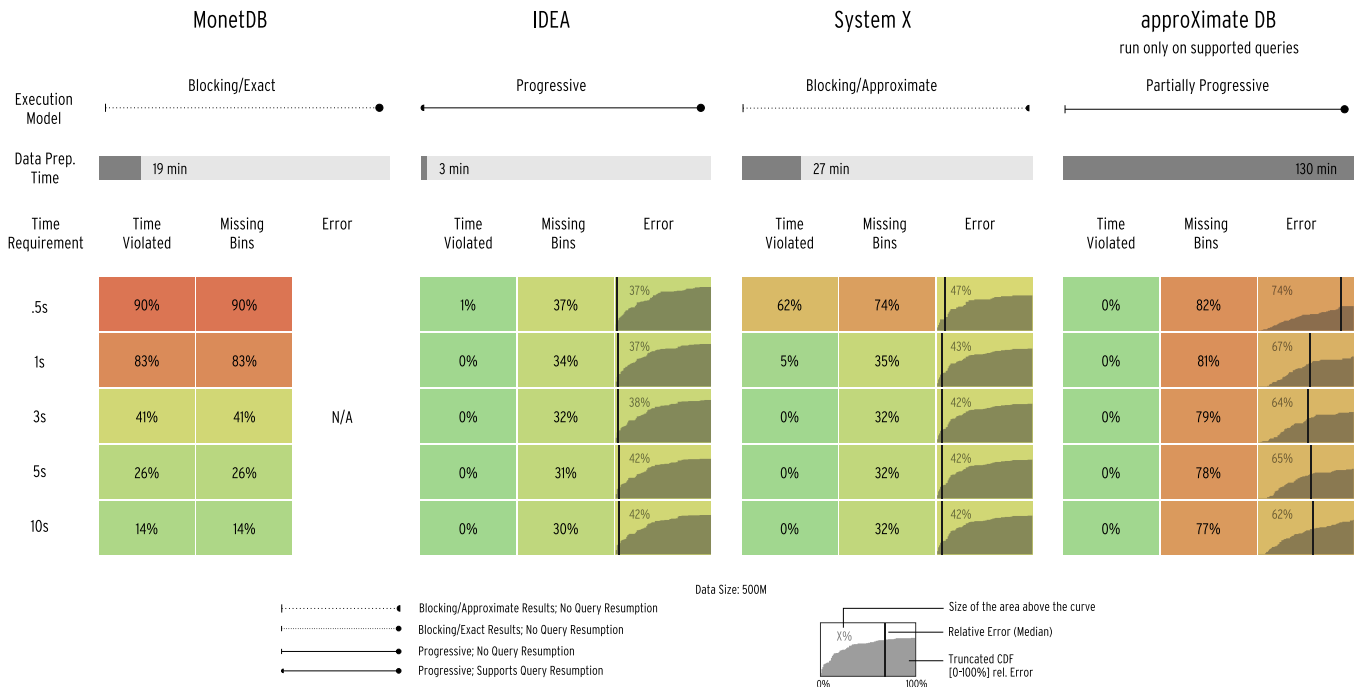 MonetDB IDEA System X approXimate DB
run only on supported queries
Blocking/Exact Progressive Blocking/Approximate Partially Progressive
Execution
Model
Data Prep.
Time
19 min 3 min 27 min 130 min
Time
Requirement
Time
Violated
Missing
Bins
Error
Time
Violated
Missing
Bins
Error
Time
Violated
Missing
Bins
Error
Time
Violated
Missing
Bins
Error
.5s 90% 90% 1% 37% 37% 62% 74% 47% 0% 82% 74%
1s 83% 83% 0% 34% 37% 5% 35% 43% 0% 81% 67%
3s 41% 41% N/A 0% 32% 38% 0% 32% 42% 0% 79% 64%
5s 26% 26% 0% 31% 42% 0% 32% 42% 0% 78% 65%
10s 14% 14% 0% 30% 42% 0% 32% 42% 0% 77% 62%
Data Size: 500M
Blocking/Approximate Results; No Query Resumption
Blocking/Exact Results; No Query Resumption
Progressive; No Query Resumption
Progressive; Supports Query Resumption
Size of the area above the curve
X%
Relative Error (Median)
Truncated CDF
[0-100%] rel. Error
0% 100%